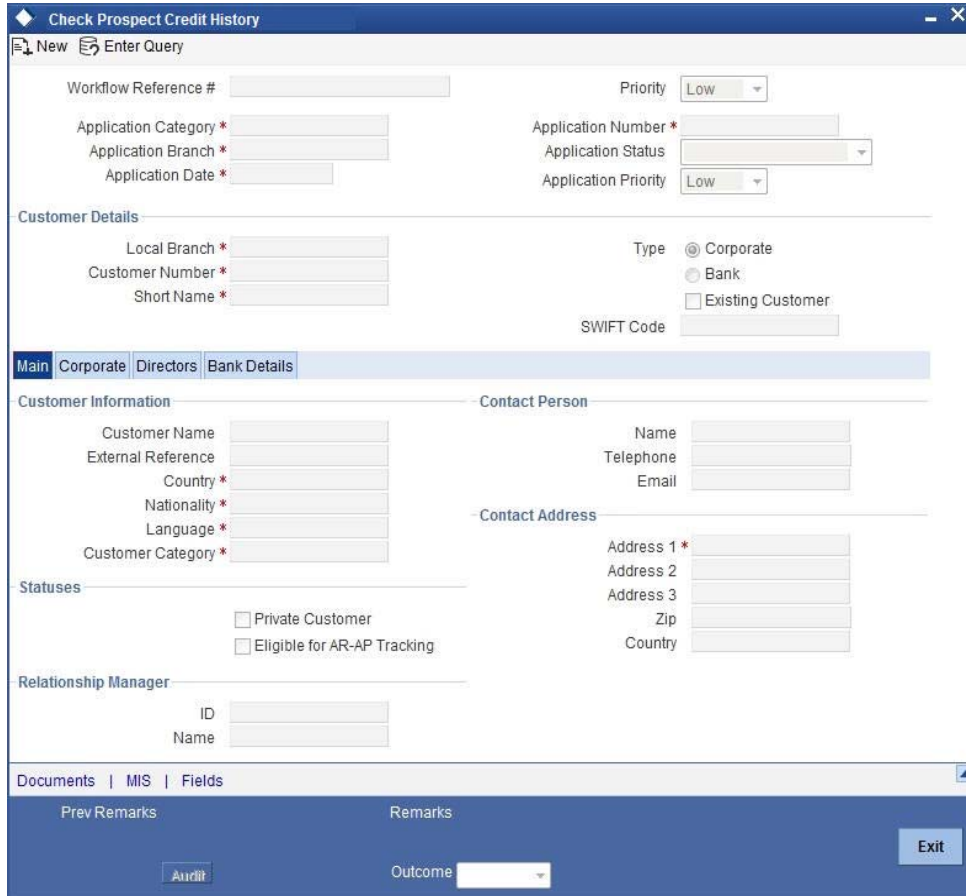 Check Prospect Credit History
New Enter Query
Workflow Reference # Priority Low
Application Category * Application Number *
Application Branch * Application Status
Application Date * Application Priority Low
Customer Details
Local Branch * Type Corporate
Customer Number * Bank
Short Name * Existing Customer
SWIFT Code
Main Corporate Directors Bank Details
Customer Information
Customer Name
External Reference
Country *
Nationality *
Language *
Customer Category *
Statuses
Private Customer
Eligible for AR-AP Tracking
Relationship Manager
ID
Name
Contact Person
Name
Telephone
Email
Contact Address
Address 1 *
Address 2
Address 3
Zip
Country
Documents | MIS | Fields
Prev Remarks Remarks
Audit Outcome
Exit